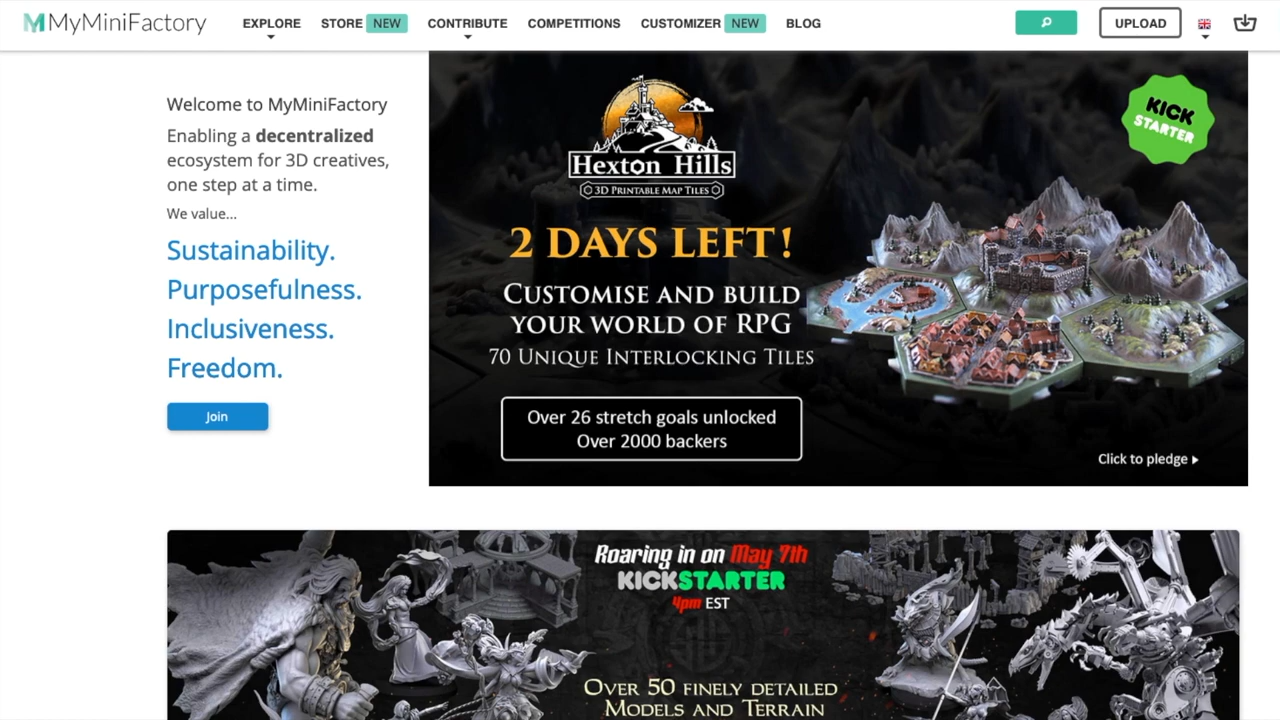 MyMiniFactory
EXPLORE
STORE NEW
CONTRIBUTE
COMPETITIONS
CUSTOMIZER NEW
BLOG
UPLOAD
Welcome to MyMiniFactory
Enabling a decentralized
ecosystem for 3D creatives,
one step at a time.
We value...
Sustainability.
Purposefulness.
Inclusiveness.
Freedom.
Join
Hexton Hills
3D PRINTABLE MAP TILES
KICK
STARTER
2 DAYS LEFT!
CUSTOMISE AND BUILD
YOUR WORLD OF RPG
70 UNIQUE INTERLOCKING TILES
Over 26 stretch goals unlocked
Over 2000 backers
Click to pledge
Roaring in on May 7th
KICKSTARTER
4pm EST
OVER 50 FINELY DETAILED
MODELS AND TERRAIN